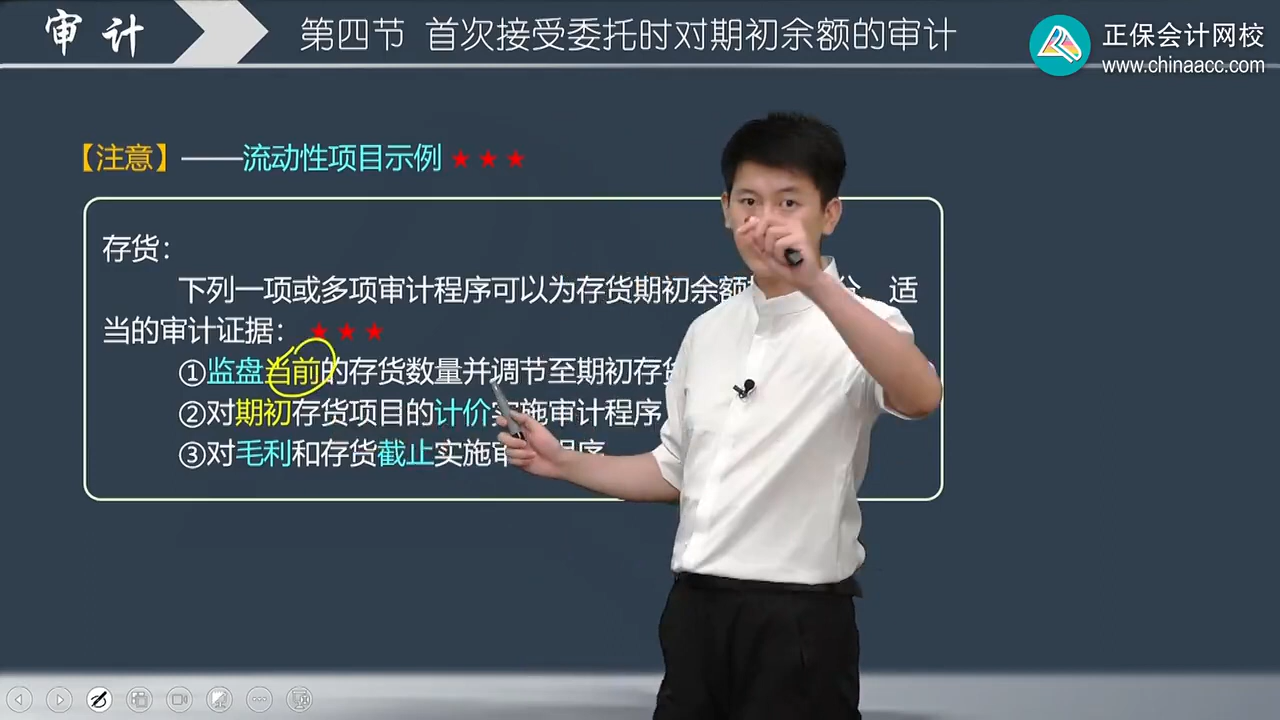 审计
第四节 首次接受委托时对期初余额的审计
正保会计网校
www.chinaacc.com
【注意】——流动性项目示例 ★★★
存货：
下列一项或多项审计程序可以为存货期初余额 分、适
当的审计证据： ★★★
①监盘当前的存货数量并调节至期初存
②对期初存货项目的计价实施审计程序
③对毛利和存货截止实施审 程序